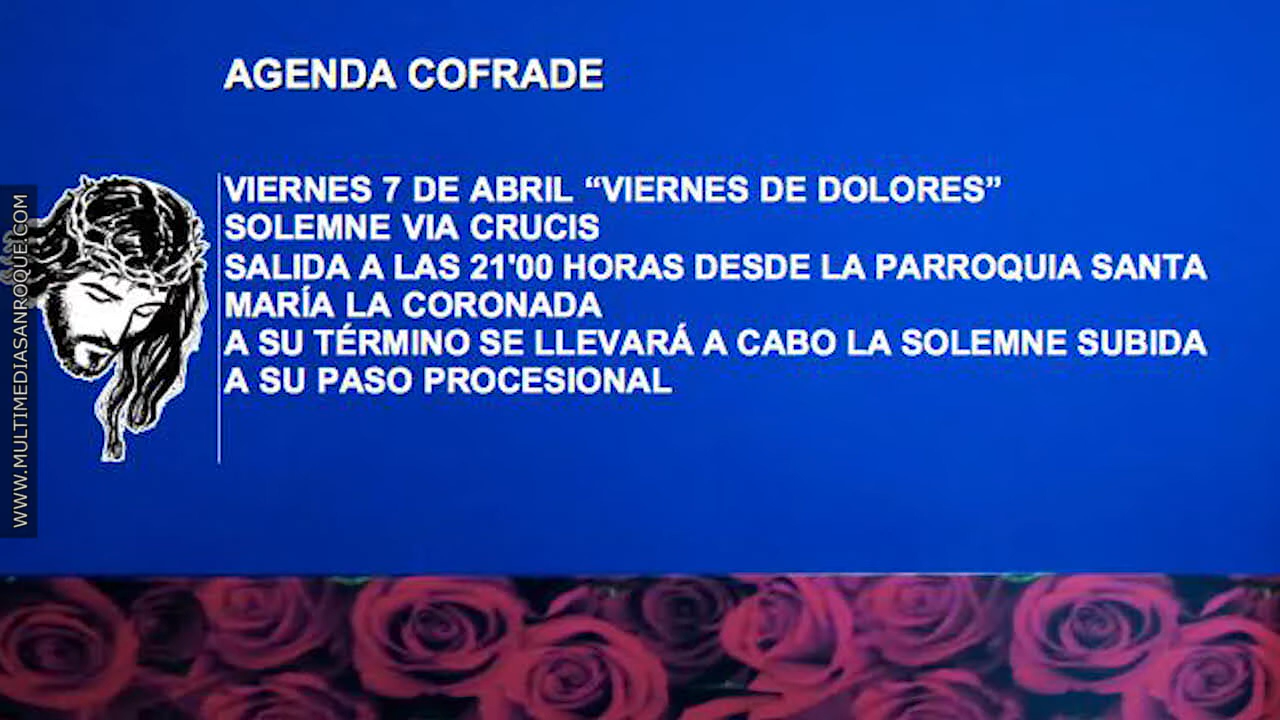 AGENDA COFRADE
VIERNES 7 DE ABRIL “VIERNES DE DOLORES”
SOLEMNE VIA CRUCIS
SALIDA A LAS 21'00 HORAS DESDE LA PARROQUIA SANTA
MARÍA LA CORONADA
A SU TÉRMINO SE LLEVARÁ A CABO LA SOLEMNE SUBIDA
A SU PASO PROCESIONAL
WWW.MULTIMEDIASANROQUE.COM